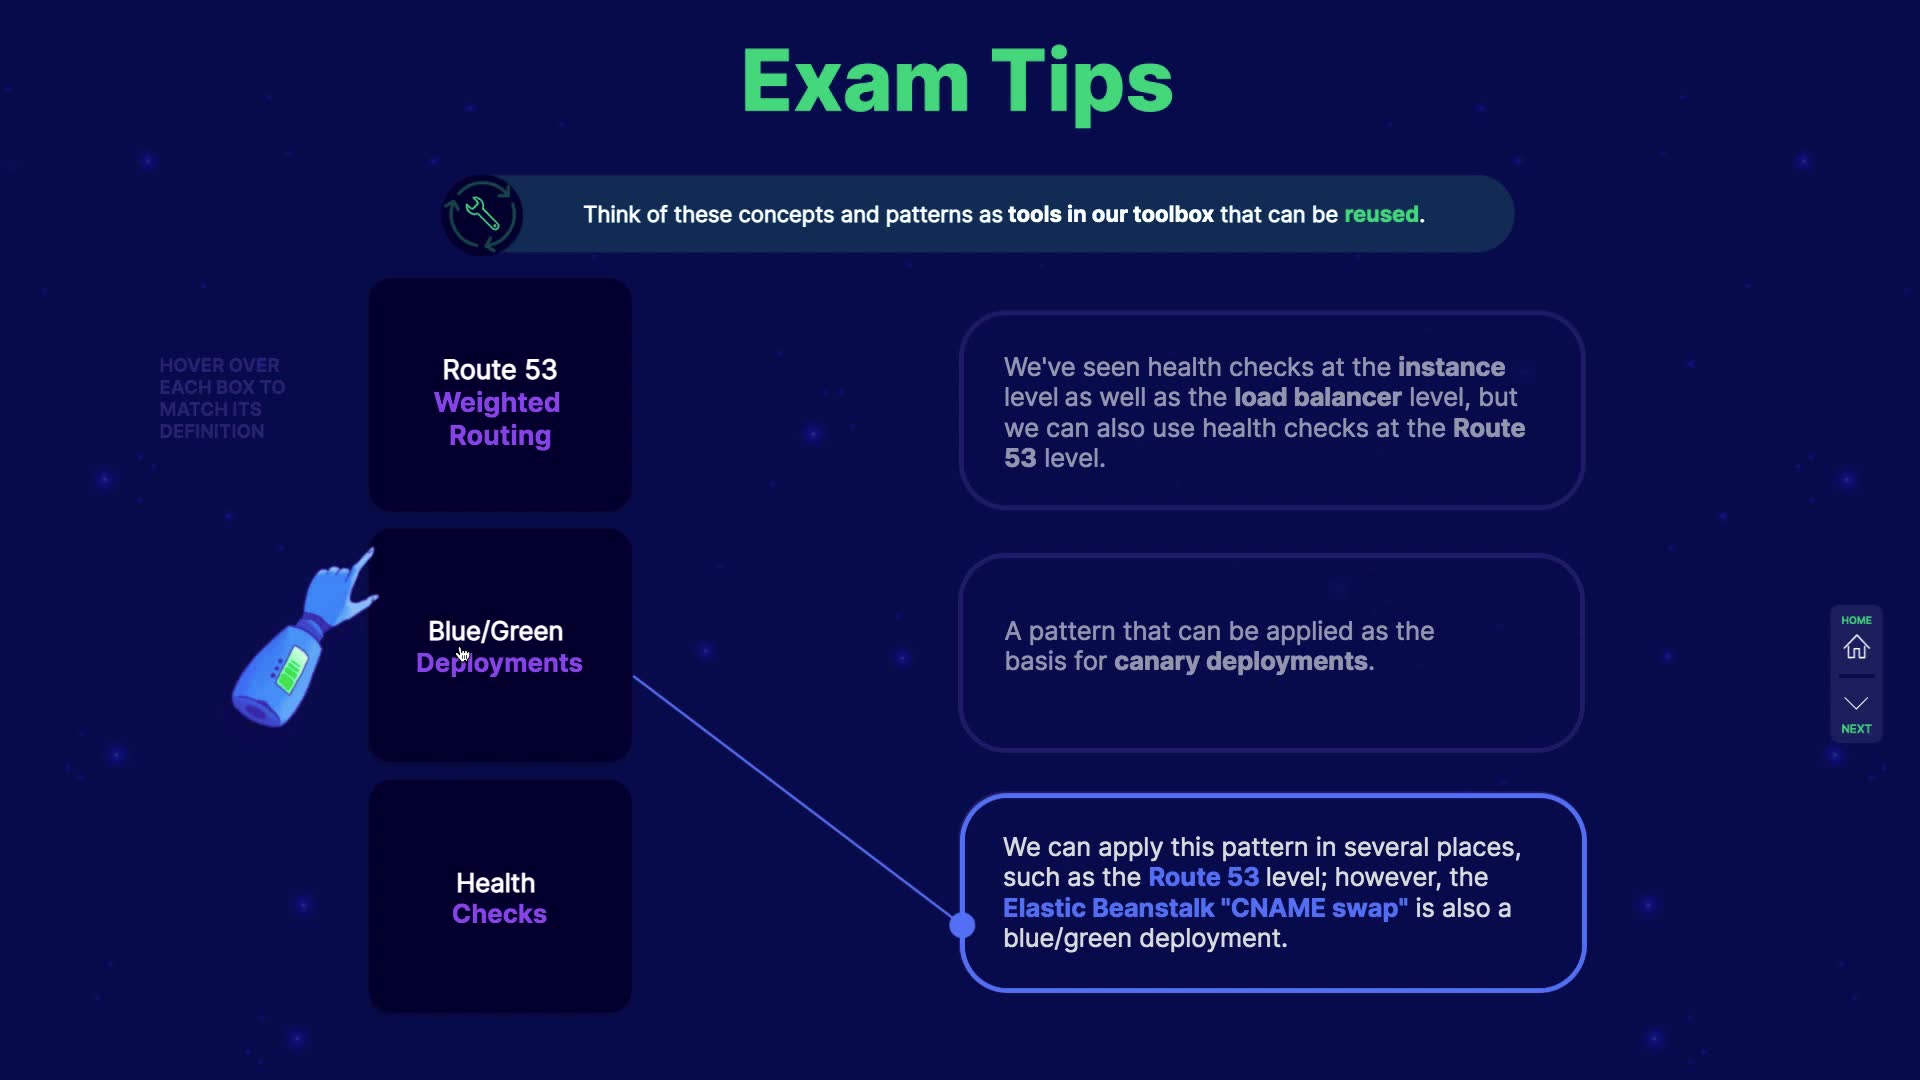 Exam Tips
Think of these concepts and patterns as tools in our toolbox that can be reused.
HOVER OVER
EACH BOX TO
MATCH ITS
DEFINITION
Route 53
Weighted
Routing
We've seen health checks at the instance
level as well as the load balancer level, but
we can also use health checks at the Route
53 level.
Blue/Green
Deployments
A pattern that can be applied as the
basis for canary deployments.
Health
Checks
We can apply this pattern in several places,
such as the Route 53 level; however, the
Elastic Beanstalk "CNAME swap" is also a
blue/green deployment.
HOME
NEXT